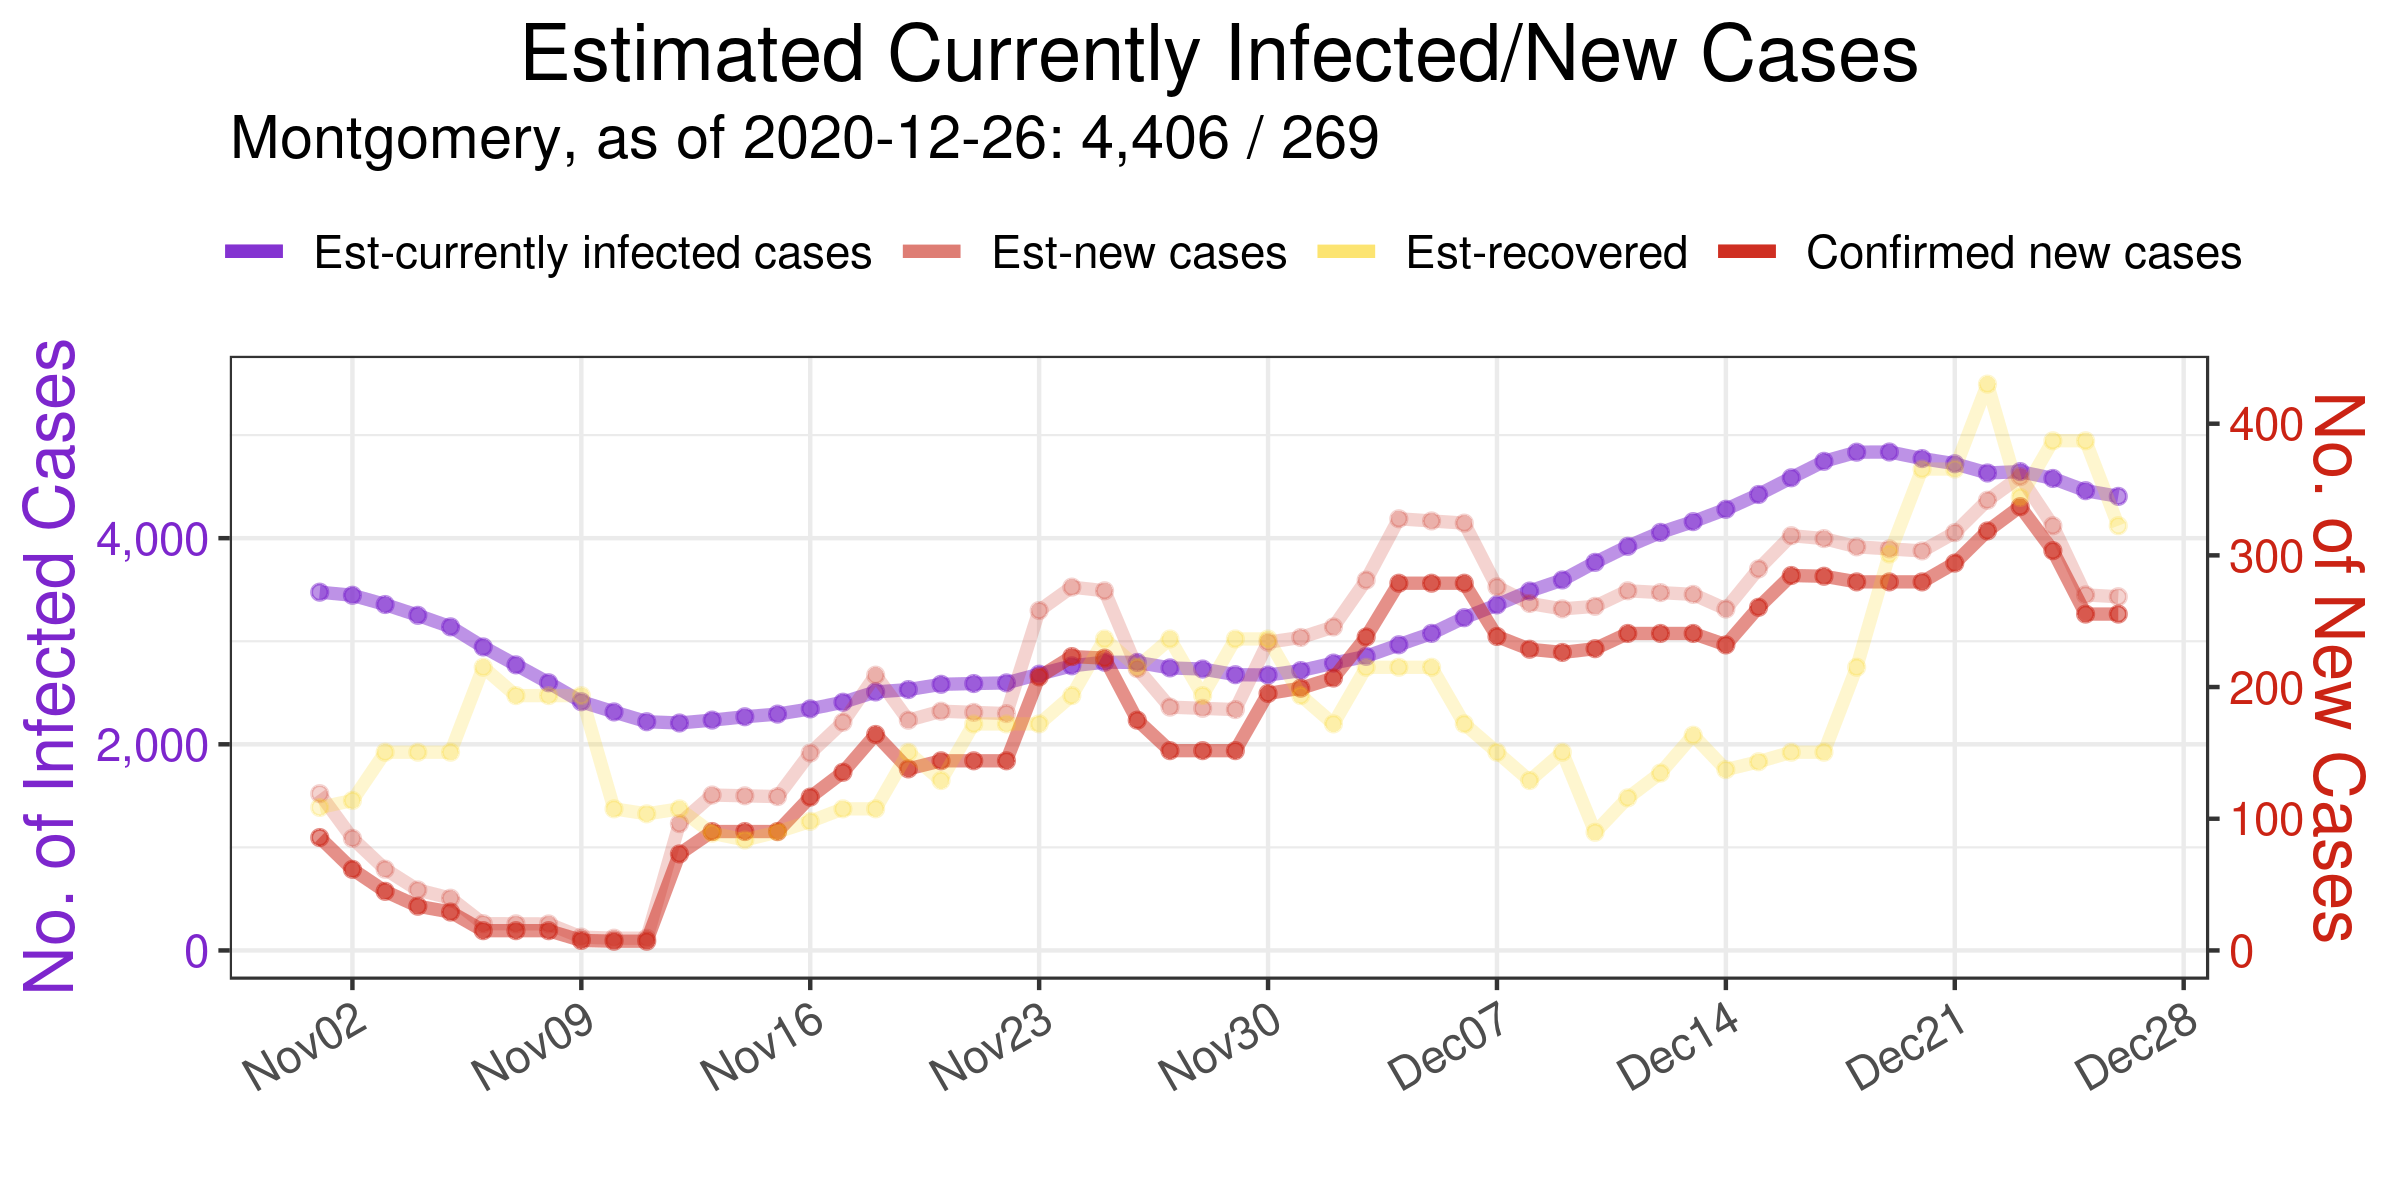 Estimated Currently Infected/New Cases
Montgomery, as of 2020-12-26: 4,406 / 269
Est-currently infected cases Est-new cases Est-recovered Confirmed new cases
No. of Infected Cases
4,000
2,000
0
400
300
200
100
0
No. of New Cases
Nov02 Nov09 Nov16 Nov23 Nov30 Dec07 Dec14 Dec21 Dec28